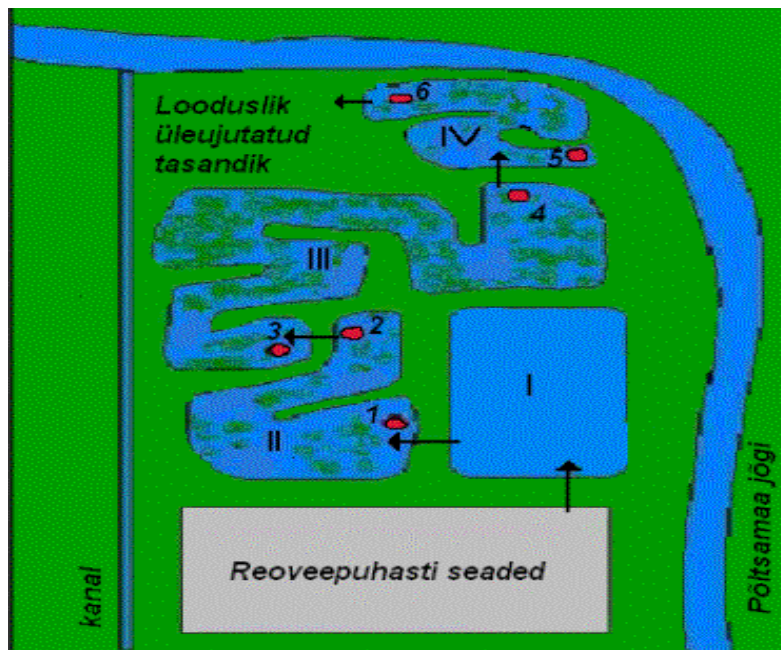 6
Looduslik
üleujutatud
tasandik
IV
5
4
III
3
2
I
1
II
Reoveepuhasti seaded
kanal
Põltsamaa jõgi